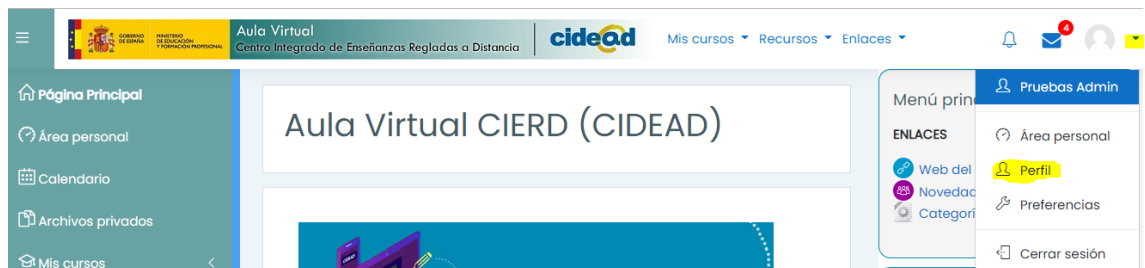 GOBIERNO
DE ESPAÑA
MINISTERIO
DE EDUCACIÓN
Y FORMACIÓN PROFESIONAL
Aula Virtual
Centro Integrado de Enseñanzas Regladas a Distancia
cidead
Mis cursos
Recursos
Enlaces
4
Página Principal
Área personal
Calendario
Archivos privados
Mis cursos
Aula Virtual CIERD (CIDEAD)
Menú prin
ENLACES
Web del
Novedad
Categorí
Pruebas Admin
Área personal
Perfil
Preferencias
Cerrar sesión